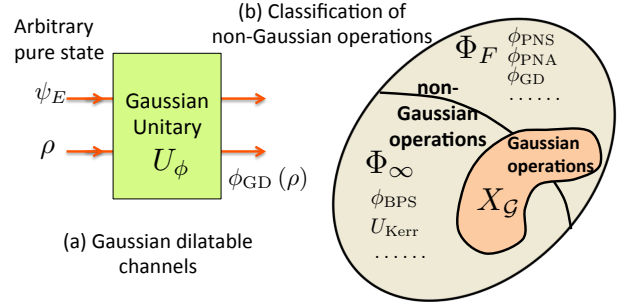 Arbitrary
pure state
ψ_E
ρ
Gaussian
Unitary
U_ϕ
ϕ_GD (ρ)
(a) Gaussian dilatable
channels
(b) Classification of
non-Gaussian operations
Φ_F
ϕ_PNS
ϕ_PNA
ϕ_GD
......
non-
Gaussian
operations
Φ_∞
ϕ_BPS
U_Kerr
......
Gaussian
operations
X_𝒢